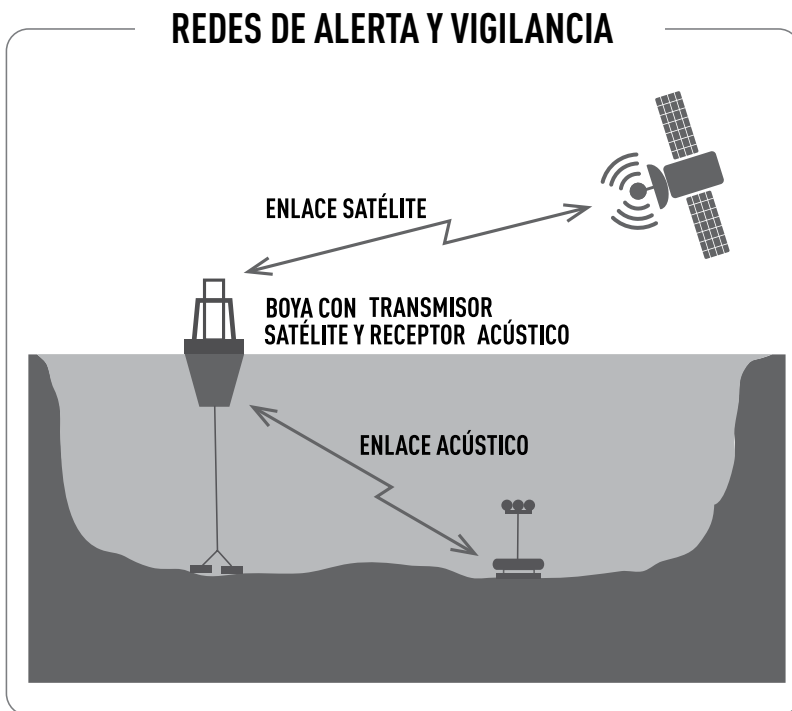 REDES DE ALERTA Y VIGILANCIA
ENLACE SATÉLITE
BOYA CON TRANSMISOR
SATÉLITE Y RECEPTOR ACÚSTICO
ENLACE ACÚSTICO